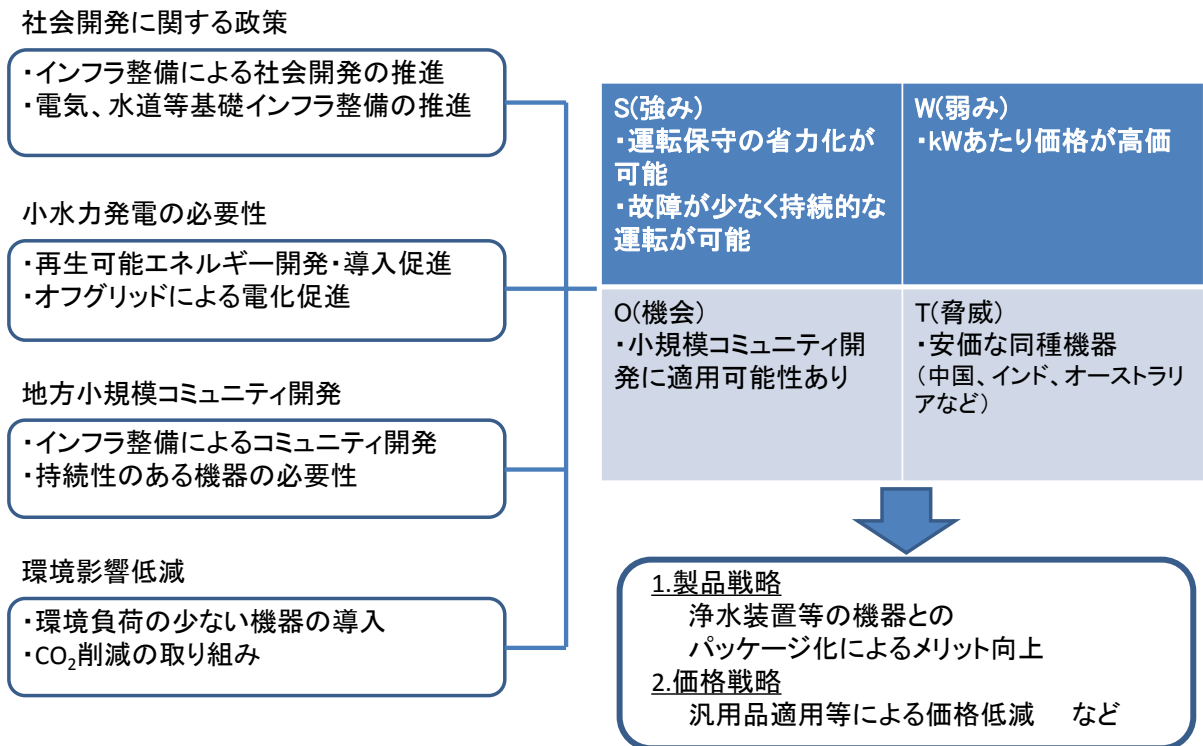 社会開発に関する政策
・インフラ整備による社会開発の推進
・電気、水道等基礎インフラ整備の推進
小水力発電の必要性
・再生可能エネルギー開発・導入促進
・オフグリッドによる電化促進
地方小規模コミュニティ開発
・インフラ整備によるコミュニティ開発
・持続性のある機器の必要性
環境影響低減
・環境負荷の少ない機器の導入
・CO₂削減の取り組み
S(強み)
・運転保守の省力化が
可能
・故障が少なく持続的な
運転が可能
W(弱み)
・kWあたり価格が高価
O(機会)
・小規模コミュニティ開
発に適用可能性あり
T(脅威)
・安価な同種機器
(中国、インド、オーストラリ
アなど)
1.製品戦略
浄水装置等の機器との
パッケージ化によるメリット向上
2.価格戦略
汎用品適用等による価格低減 など